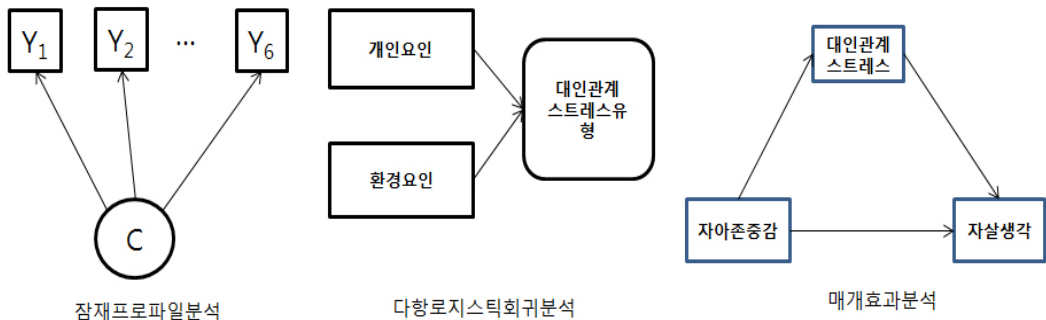 Y1
Y2
...
Y6
C
잠재프로파일분석
개인요인
환경요인
대인관계
스트레스유
형
다항로지스틱회귀분석
대인관계
스트레스
자아존중감
자살생각
매개효과분석